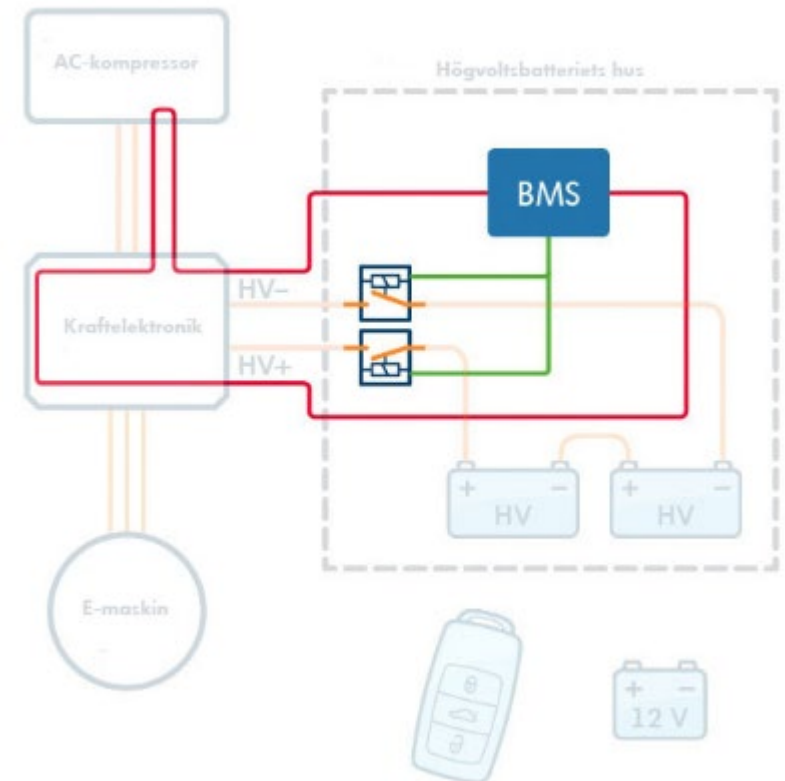 AC-kompressor
Högvoltsbatteriets hus
BMS
HV–
Kraftelektronik
HV+
+ –
HV
+ –
HV
E-maskin
+ –
12 V